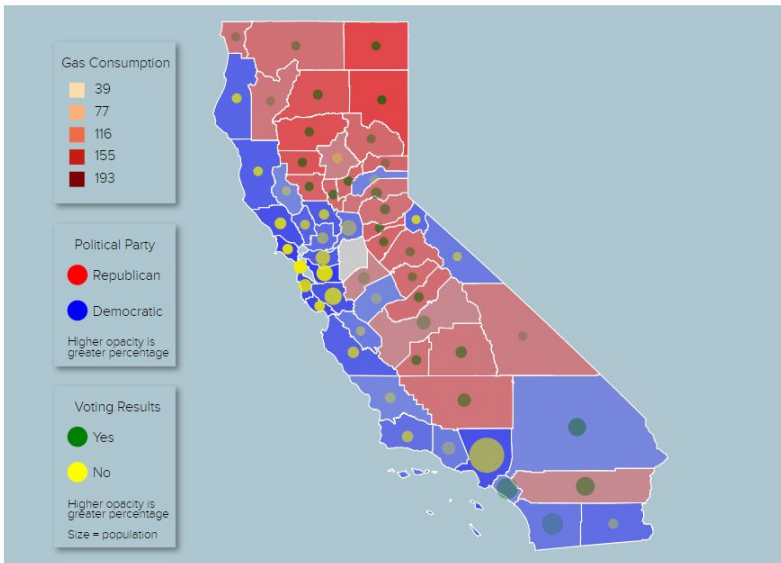 Gas Consumption
39
77
116
155
193
Political Party
Republican
Democratic
Higher opacity is
greater percentage
Voting Results
Yes
No
Higher opacity is
greater percentage
Size = population